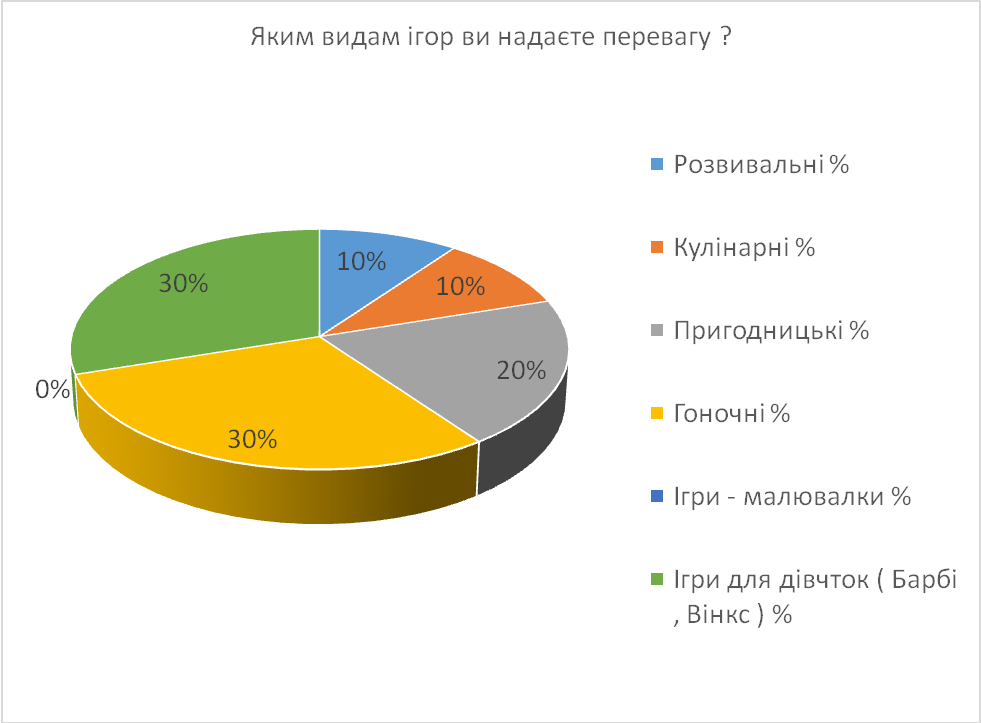 Яким видам ігор ви надаєте перевагу ?
Розвивальні %
Кулінарні %
Пригодницькі %
Гоночні %
Ігри - малювалки %
Ігри для дівчток ( Барбі
, Вінкс ) %
10%
10%
20%
30%
0%
30%